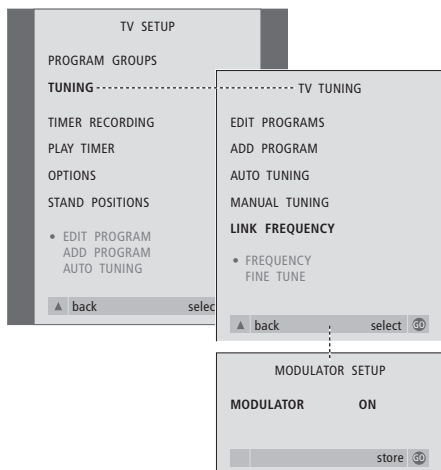 TV SETUP
PROGRAM GROUPS
TUNING
TIMER RECORDING
PLAY TIMER
OPTIONS
STAND POSITIONS
• EDIT PROGRAM
ADD PROGRAM
AUTO TUNING
▲ back selec
TV TUNING
EDIT PROGRAMS
ADD PROGRAM
AUTO TUNING
MANUAL TUNING
LINK FREQUENCY
• FREQUENCY
FINE TUNE
▲ back select GO
MODULATOR SETUP
MODULATOR ON
store GO